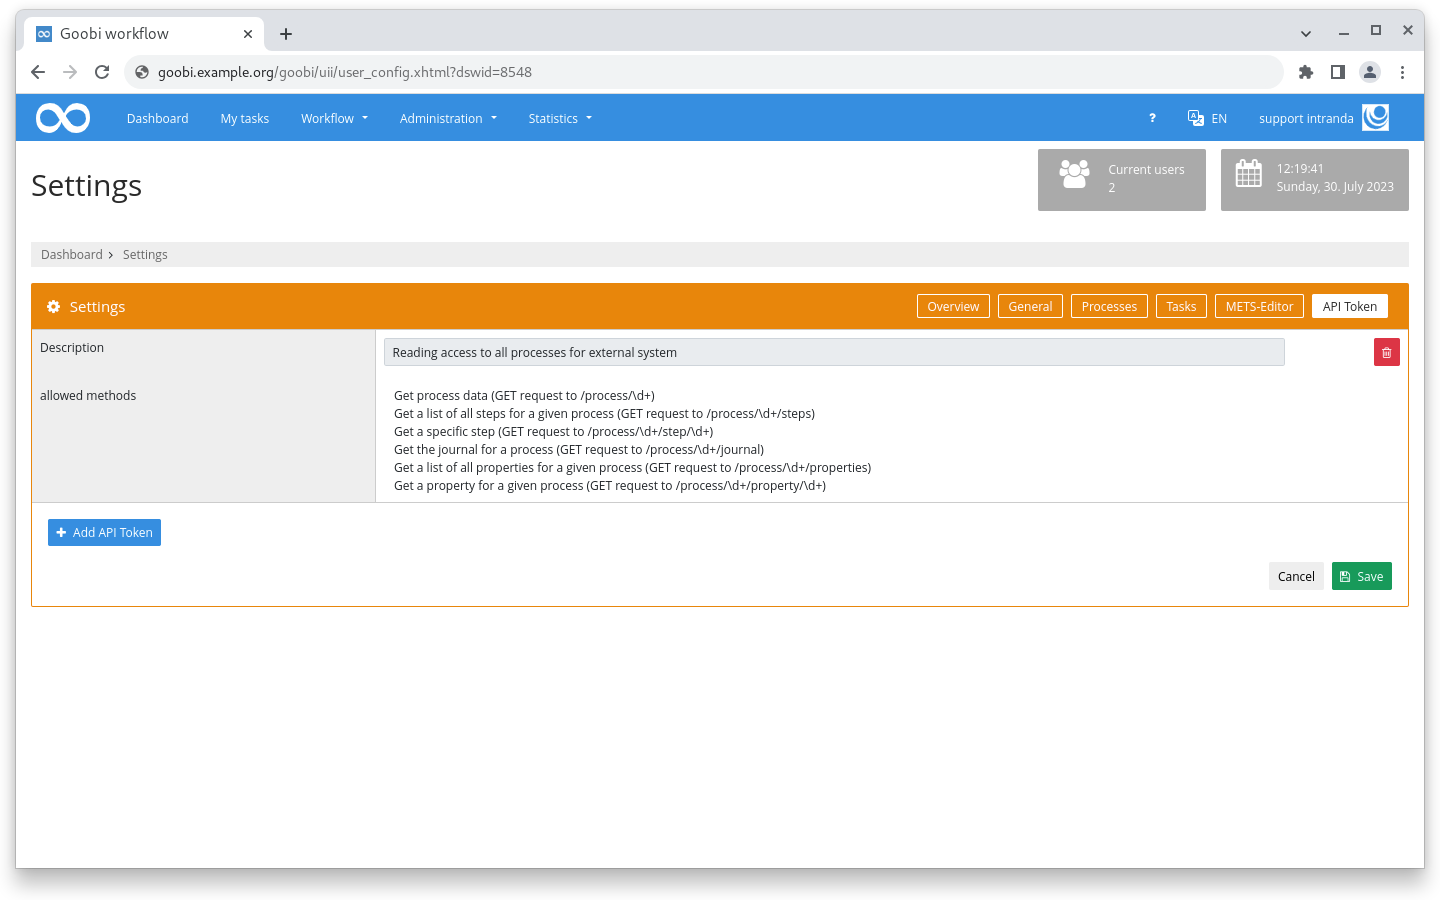 Goobi workflow
goobi.example.org/goobi/uii/user_config.xhtml?dswid=8548
Dashboard My tasks Workflow Administration Statistics ? EN support intranda
Settings
Current users
2
12:19:41
Sunday, 30. July 2023
Dashboard Settings
Settings Overview General Processes Tasks METS-Editor API Token
Description Reading access to all processes for external system
allowed methods Get process data (GET request to /process/\d+)
Get a list of all steps for a given process (GET request to /process/\d+/steps)
Get a specific step (GET request to /process/\d+/step/\d+)
Get the journal for a process (GET request to /process/\d+/journal)
Get a list of all properties for a given process (GET request to /process/\d+/properties)
Get a property for a given process (GET request to /process/\d+/property/\d+)
Add API Token
Cancel Save